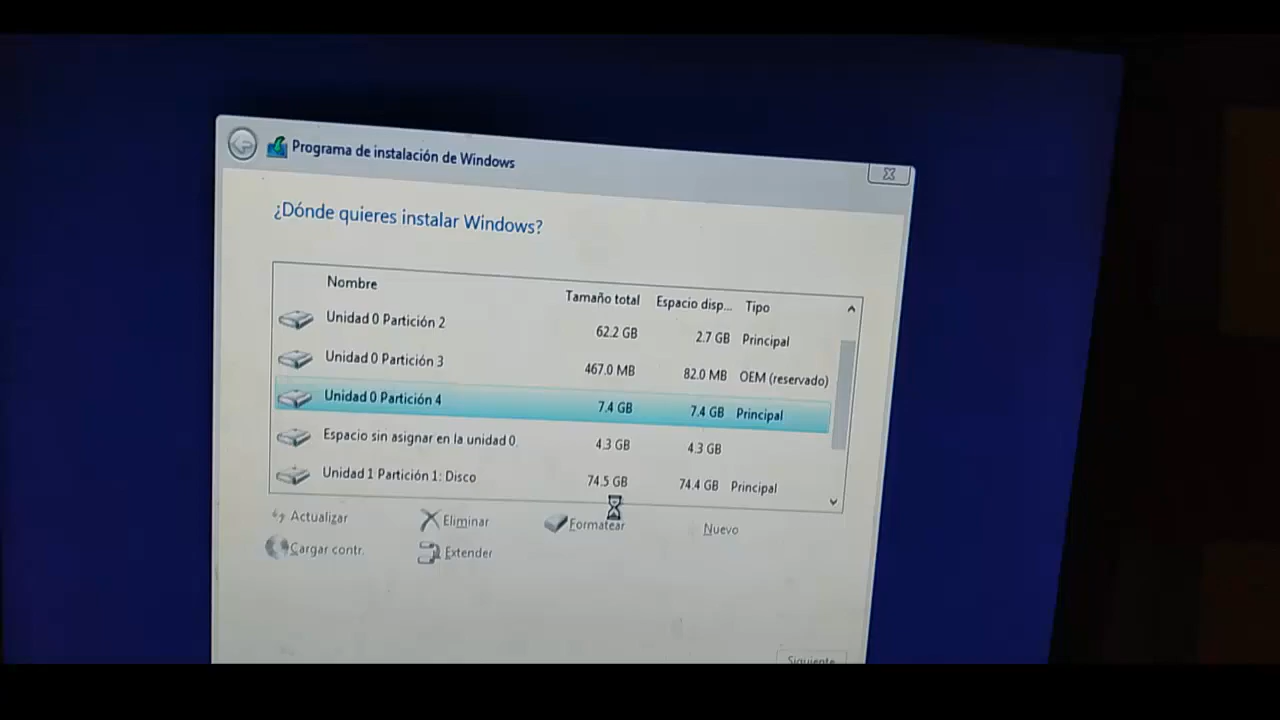 Programa de instalación de Windows
¿Dónde quieres instalar Windows?
Nombre Tamaño total Espacio disp... Tipo
Unidad 0 Partición 2 62.2 GB 2.7 GB Principal
Unidad 0 Partición 3 467.0 MB 82.0 MB OEM (reservado)
Unidad 0 Partición 4 7.4 GB 7.4 GB Principal
Espacio sin asignar en la unidad 0 4.3 GB 4.3 GB
Unidad 1 Partición 1: Disco 74.5 GB 74.4 GB Principal
Actualizar Eliminar Formatear Nuevo
Cargar contr. Extender
Siguiente